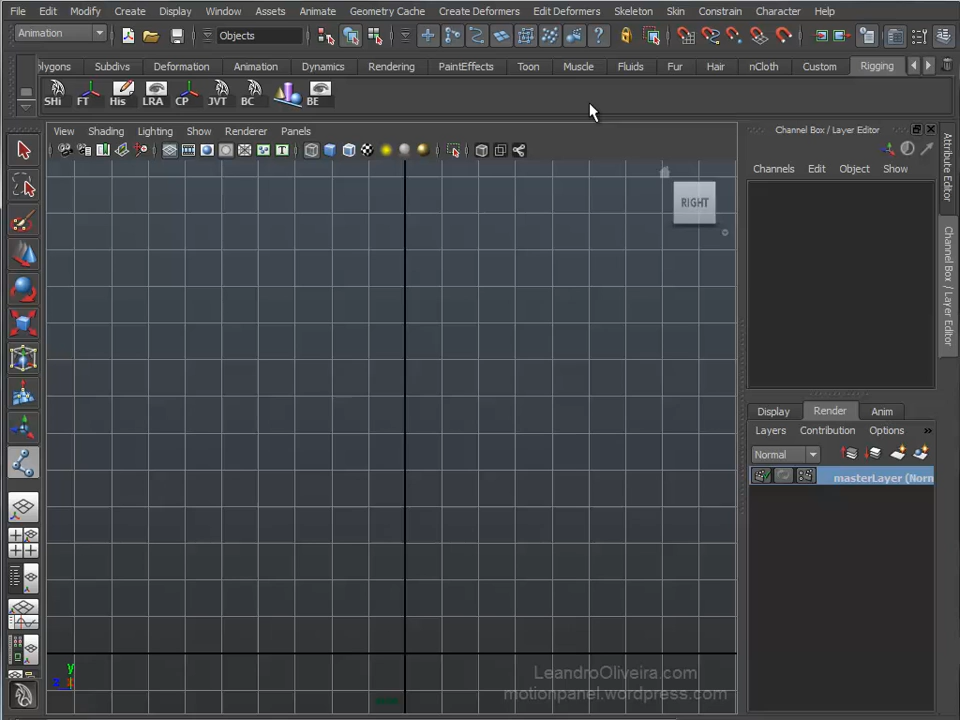 File Edit Modify Create Display Window Assets Animate Geometry Cache Create Deformers Edit Deformers Skeleton Skin Constrain Character Help
Animation Objects
lygons Subdivs Deformation Animation Dynamics Rendering PaintEffects Toon Muscle Fluids Fur Hair nCloth Custom Rigging
SHi FT His LRA CP JVT BC BE
View Shading Lighting Show Renderer Panels
Channel Box / Layer Editor
Channels Edit Object Show
RIGHT
Attribute Editor
Channel Box / Layer Editor
Display Render Anim
Layers Contribution Options »
Normal
masterLayer (Norn
y
z
LeandroOliveira.com
motionpanel.wordpress.com